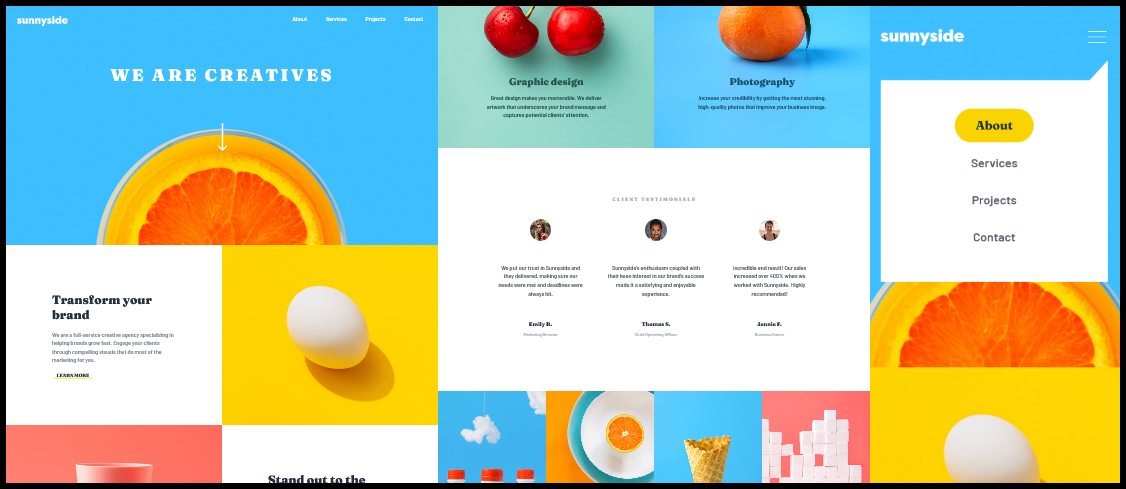 sunnyside
About Services Projects Contact
WE ARE CREATIVES
Transform your
brand
We are a full-service creative agency specializing in
helping brands grow fast. Engage your clients
through compelling visuals that do most of the
marketing for you.
LEARN MORE
Stand out to the
Graphic design
Great design makes you memorable. We deliver
artwork that underscores your brand message and
captures potential clients' attention.
Photography
Increase your credibility by getting the most stunning,
high-quality photos that improve your business image.
CLIENT TESTIMONIALS
We put our trust in Sunnyside and
they delivered, making sure our
needs were met and deadlines were
always hit.
Emily R.
Marketing Director
Sunnyside's enthusiasm coupled with
their keen interest in our brand's success
made it a satisfying and enjoyable
experience.
Thomas S.
Chief Operating Officer
Incredible end result! Our sales
increased over 400% when we
worked with Sunnyside. Highly
recommended!
Jennie F.
Business Owner
sunnyside
About
Services
Projects
Contact